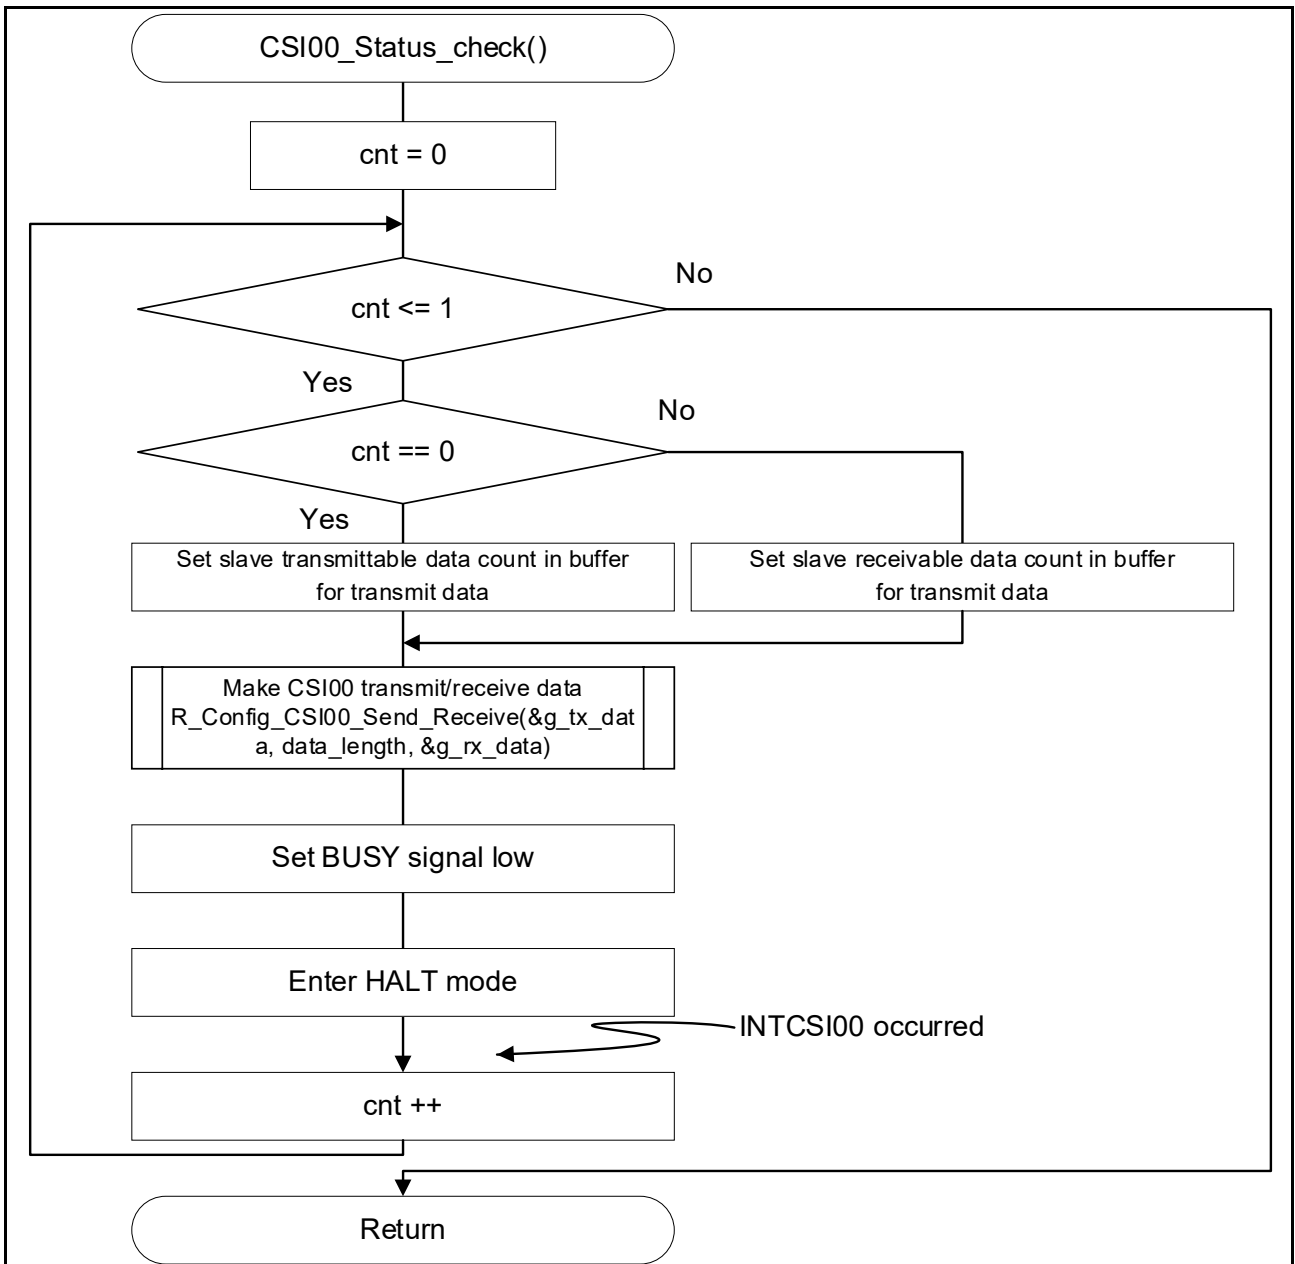 CSI00_Status_check()
cnt = 0
No
cnt <= 1
Yes
No
cnt == 0
Yes
Set slave transmittable data count in buffer
for transmit data
Set slave receivable data count in buffer
for transmit data
Make CSI00 transmit/receive data
R_Config_CSI00_Send_Receive(&g_tx_dat
a, data_length, &g_rx_data)
Set BUSY signal low
Enter HALT mode
INTCSI00 occurred
cnt ++
Return